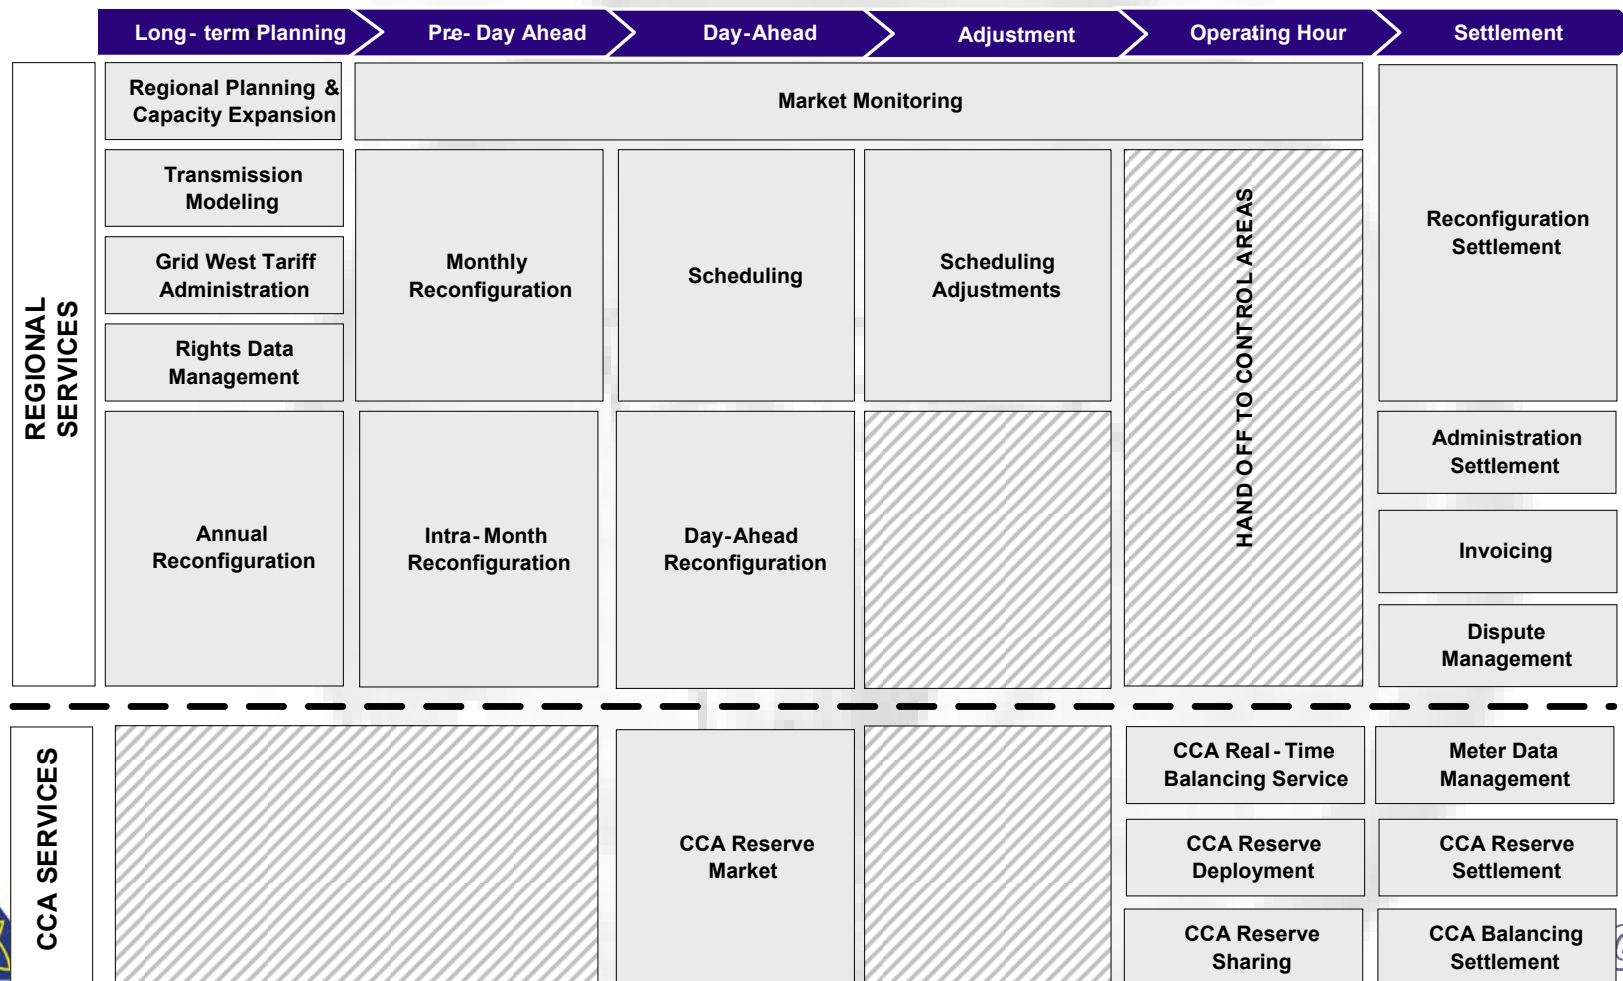 Long- term Planning
Pre- Day Ahead
Day-Ahead
Adjustment
Operating Hour
Settlement
REGIONAL
SERVICES
Regional Planning &
Capacity Expansion
Market Monitoring
Transmission
Modeling
Grid West Tariff
Administration
Rights Data
Management
Monthly
Reconfiguration
Scheduling
Scheduling
Adjustments
HAND OFF TO CONTROL AREAS
Reconfiguration
Settlement
Annual
Reconfiguration
Intra- Month
Reconfiguration
Day-Ahead
Reconfiguration
Administration
Settlement
Invoicing
Dispute
Management
CCA SERVICES
CCA Reserve
Market
CCA Real - Time
Balancing Service
Meter Data
Management
CCA Reserve
Deployment
CCA Reserve
Settlement
CCA Reserve
Sharing
CCA Balancing
Settlement